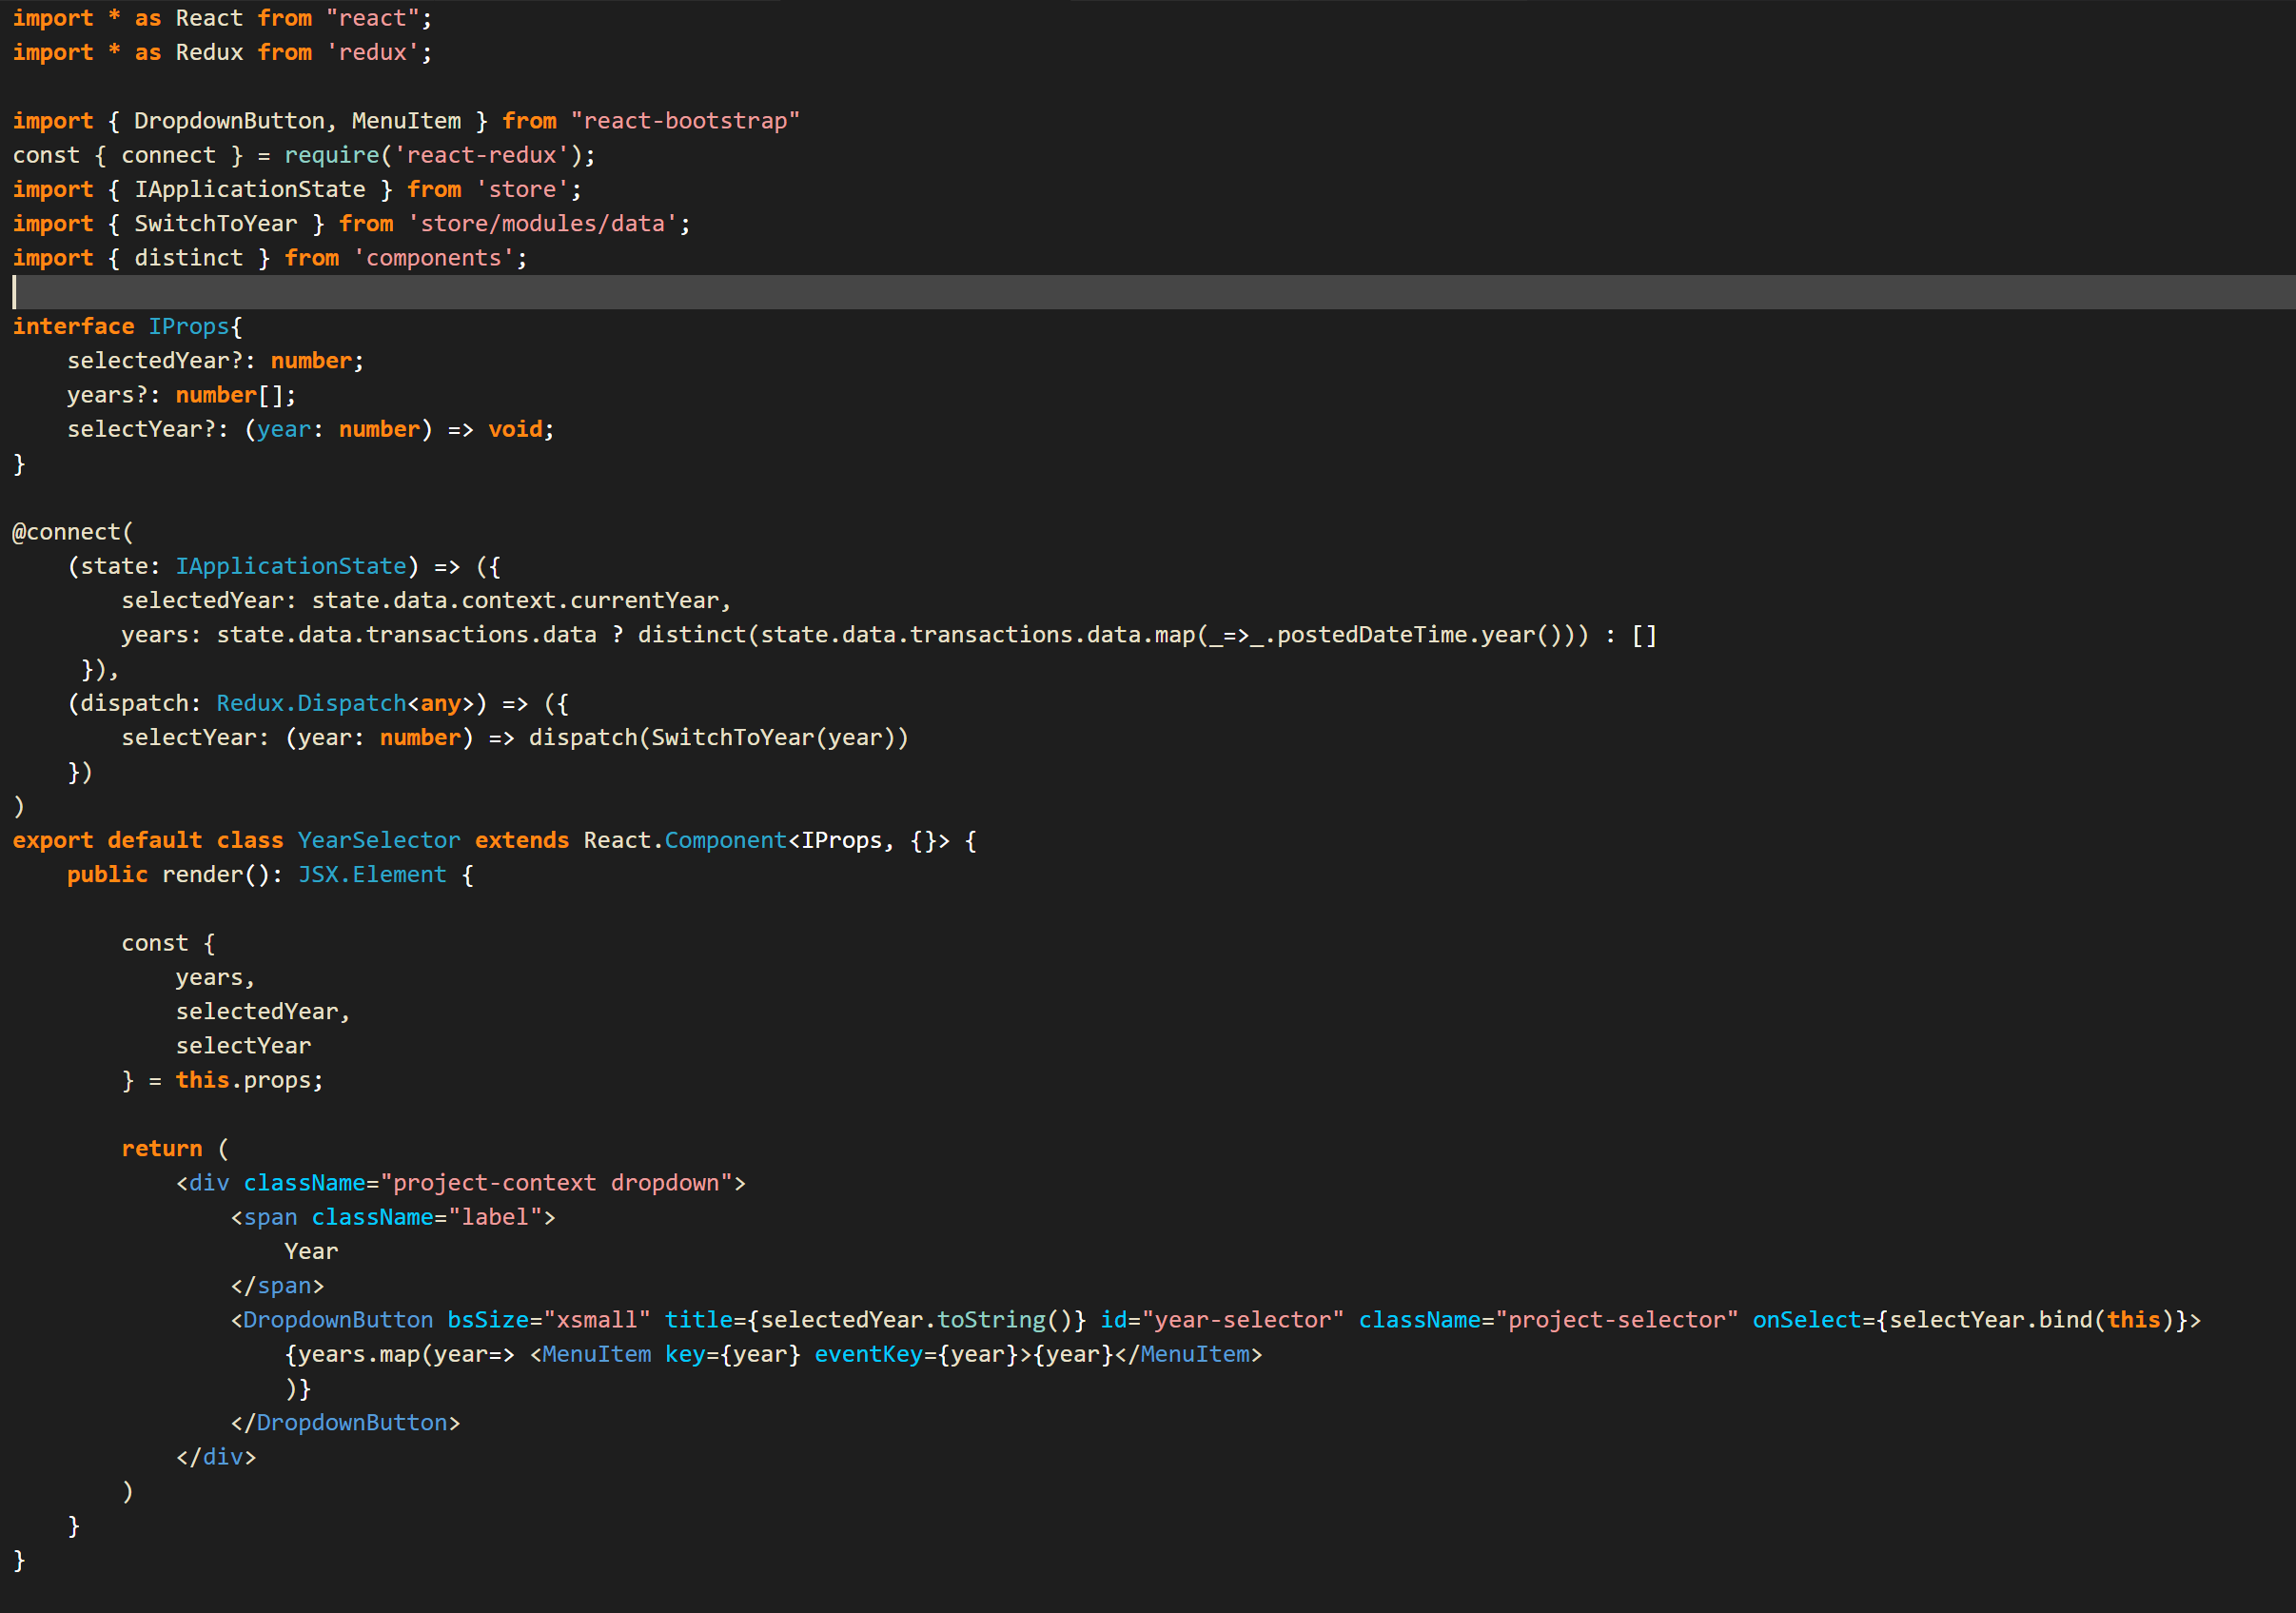 import * as React from "react";
import * as Redux from 'redux';

import { DropdownButton, MenuItem } from "react-bootstrap"
const { connect } = require('react-redux');
import { IApplicationState } from 'store';
import { SwitchToYear } from 'store/modules/data';
import { distinct } from 'components';

interface IProps{
    selectedYear?: number;
    years?: number[];
    selectYear?: (year: number) => void;
}

@connect(
    (state: IApplicationState) => ({
        selectedYear: state.data.context.currentYear,
        years: state.data.transactions.data ? distinct(state.data.transactions.data.map(_=>_.postedDateTime.year())) : []
     }),
    (dispatch: Redux.Dispatch<any>) => ({
        selectYear: (year: number) => dispatch(SwitchToYear(year))
    })
)
export default class YearSelector extends React.Component<IProps, {}> {
    public render(): JSX.Element {

        const {
            years,
            selectedYear,
            selectYear
        } = this.props;

        return (
            <div className="project-context dropdown">
                <span className="label">
                    Year
                </span>
                <DropdownButton bsSize="xsmall" title={selectedYear.toString()} id="year-selector" className="project-selector" onSelect={selectYear.bind(this)}>
                    {years.map(year=> <MenuItem key={year} eventKey={year}>{year}</MenuItem>
                    )}
                </DropdownButton>
            </div>
        )
    }
}